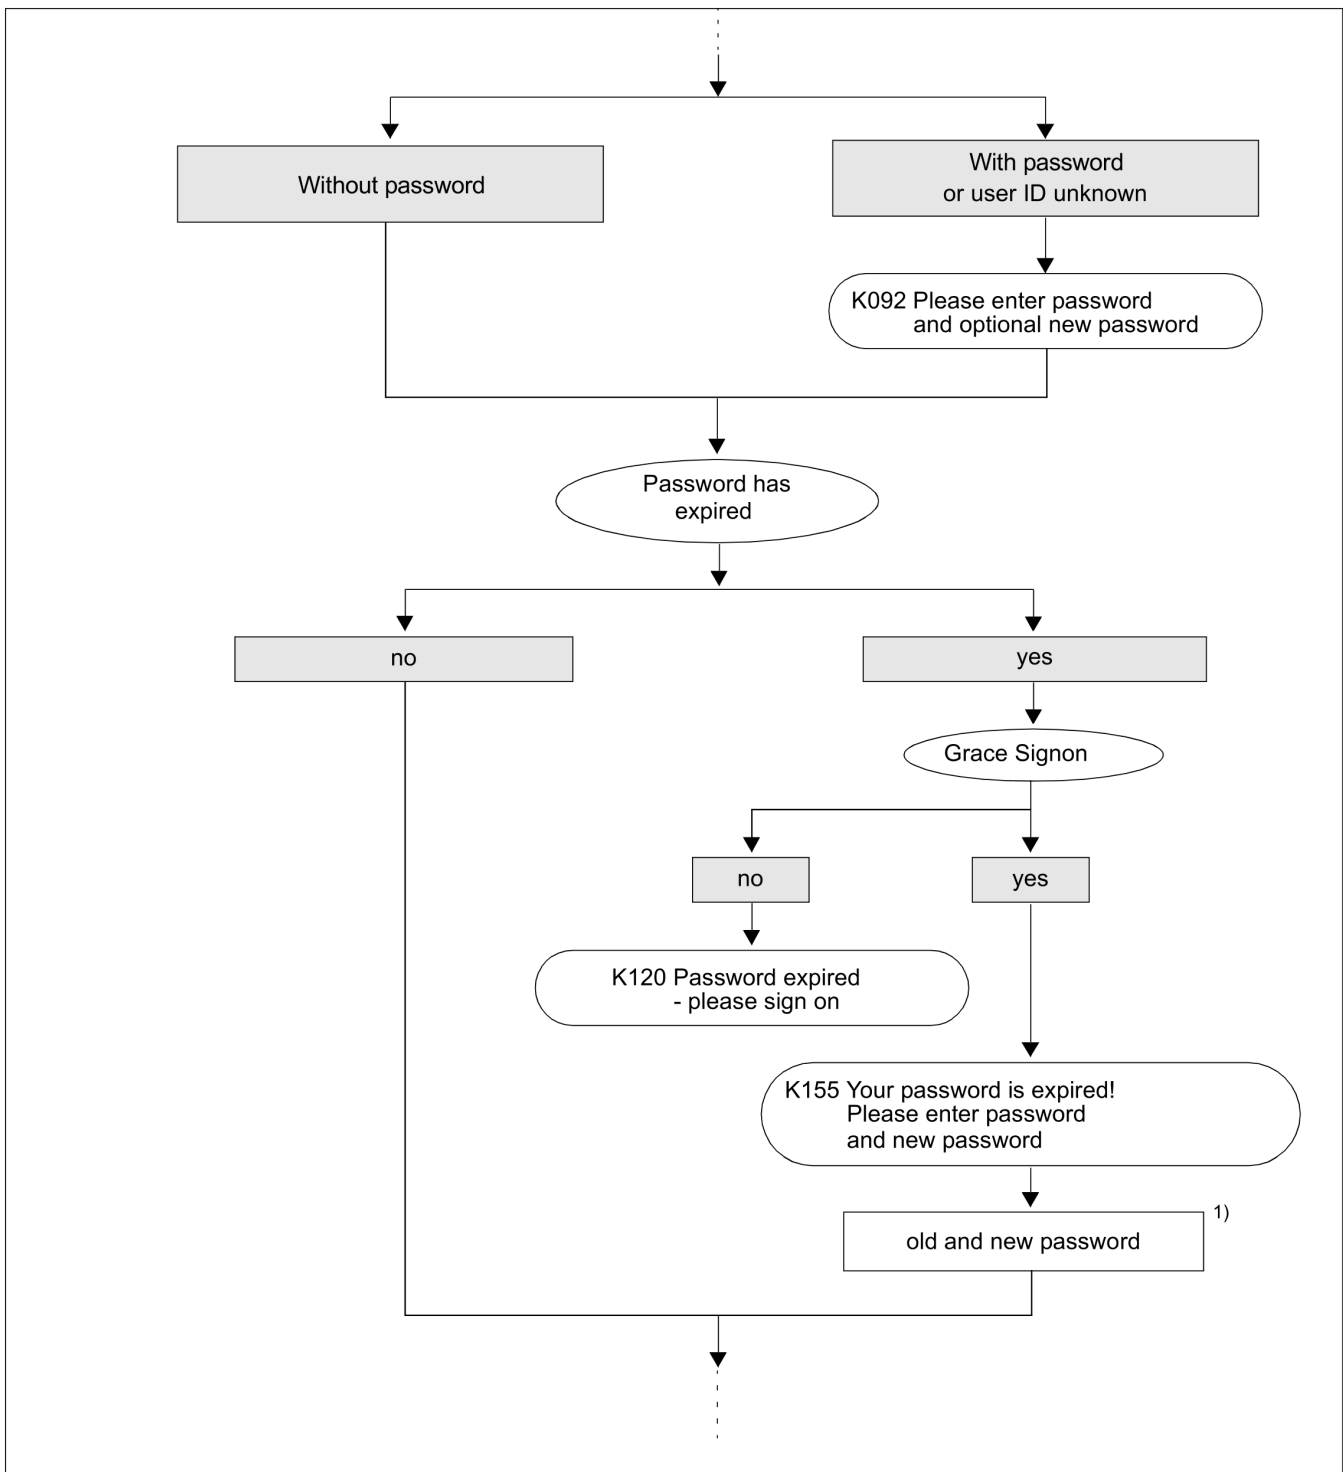 Without password
With password
or user ID unknown
K092 Please enter password
and optional new password
Password has
expired
no
yes
Grace Signon
no
yes
K120 Password expired
- please sign on
K155 Your password is expired!
Please enter password
and new password
1)
old and new password